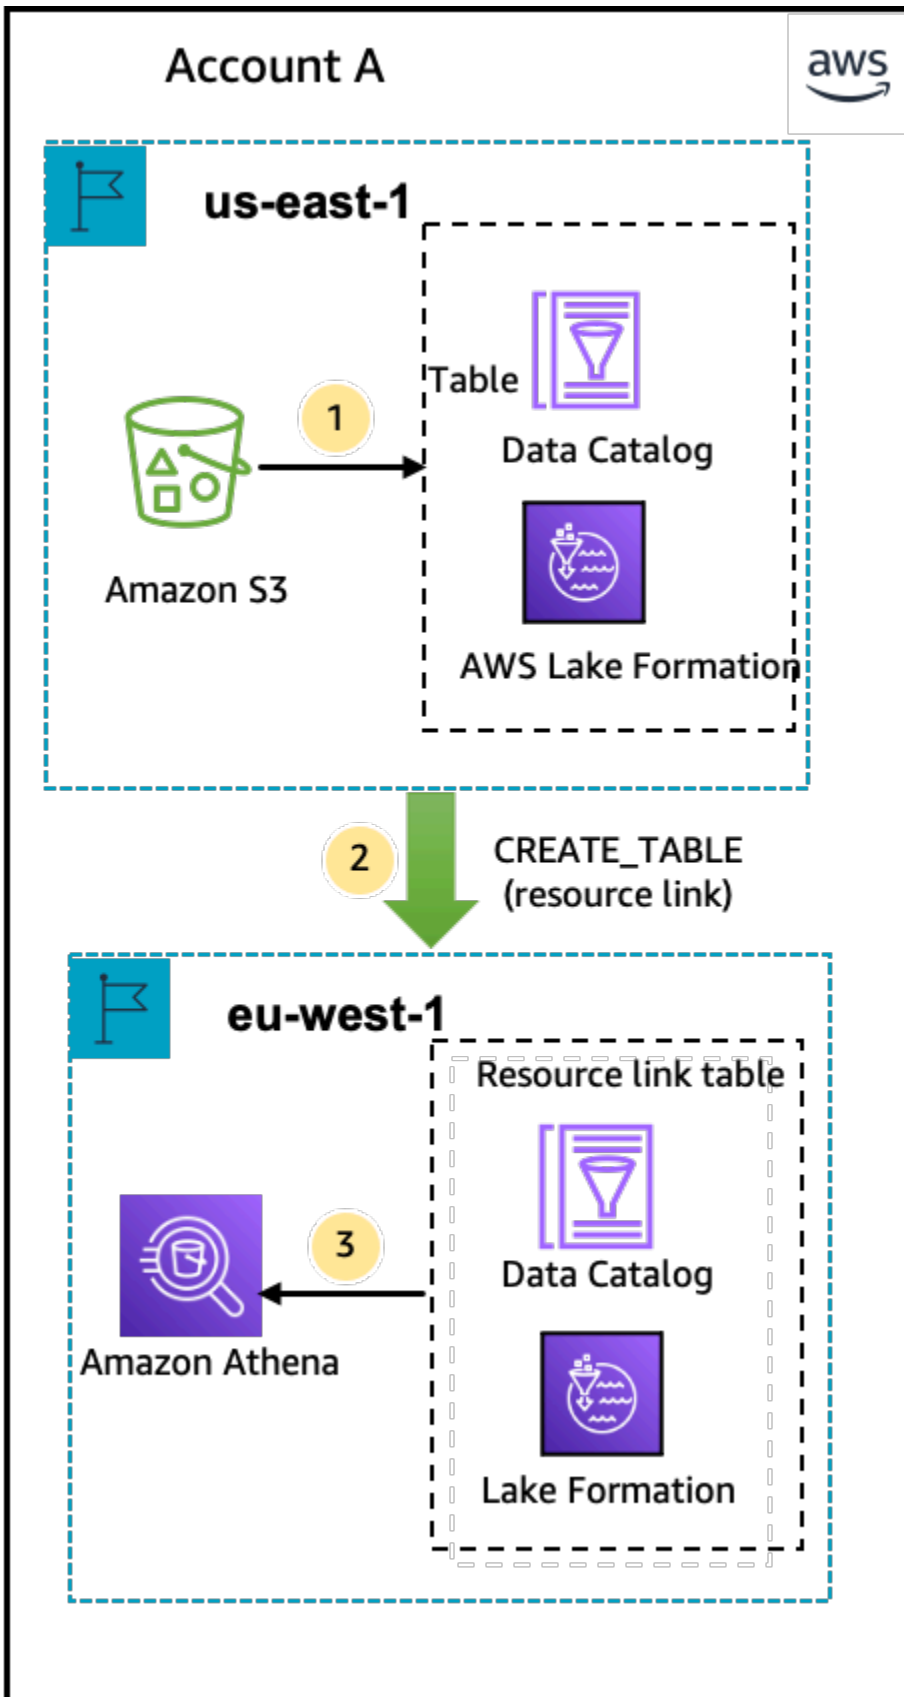 Account A
aws
us-east-1
1
Table
Data Catalog
Amazon S3
AWS Lake Formation
2
CREATE_TABLE
(resource link)
eu-west-1
Resource link table
3
Data Catalog
Amazon Athena
Lake Formation